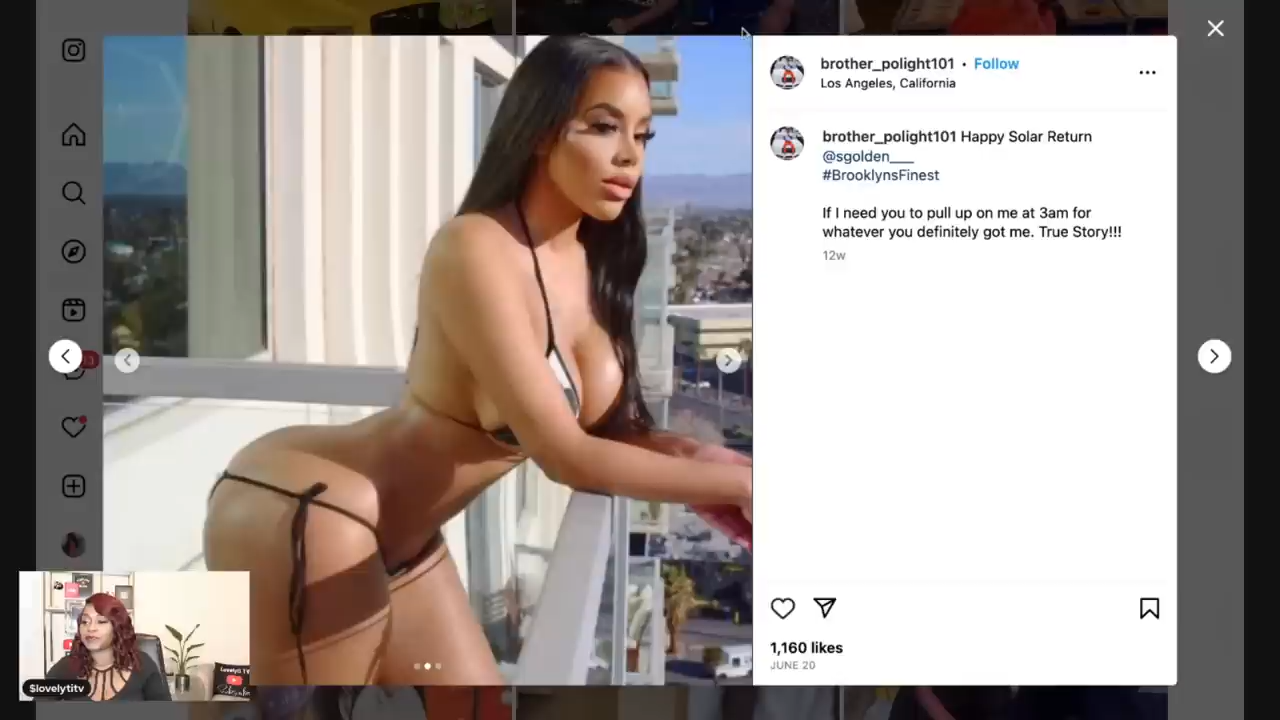 brother_polight101 • Follow
Los Angeles, California
brother_polight101 Happy Solar Return
@sgolden___
#BrooklynsFinest
If I need you to pull up on me at 3am for
whatever you definitely got me. True Story!!!
12w
1,160 likes
JUNE 20
$lovelytitv